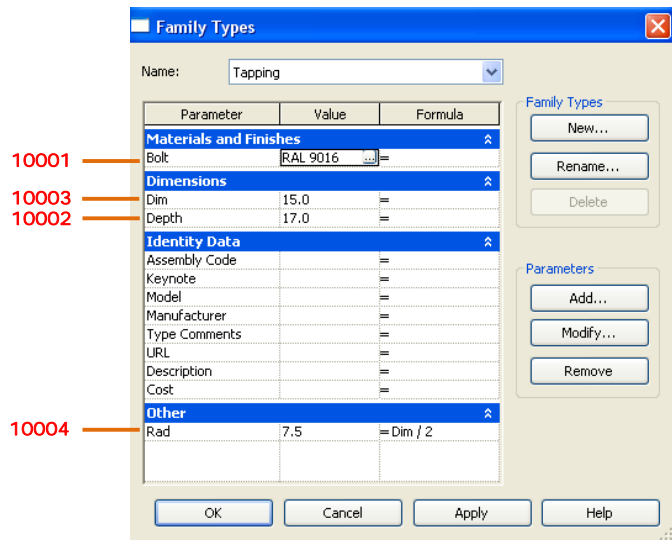 Family Types
Name: Tapping
Family Types
Parameter Value Formula
New...
Materials and Finishes
10001 Bolt RAL 9016 ... =
Rename...
Dimensions
10003 Dim 15.0 =
Delete
10002 Depth 17.0 =
Identity Data
Assembly Code =
Parameters
Keynote =
Model =
Add...
Manufacturer =
Type Comments =
Modify...
URL =
Description =
Remove
Cost =
Other
10004 Rad 7.5 = Dim / 2
OK Cancel Apply Help